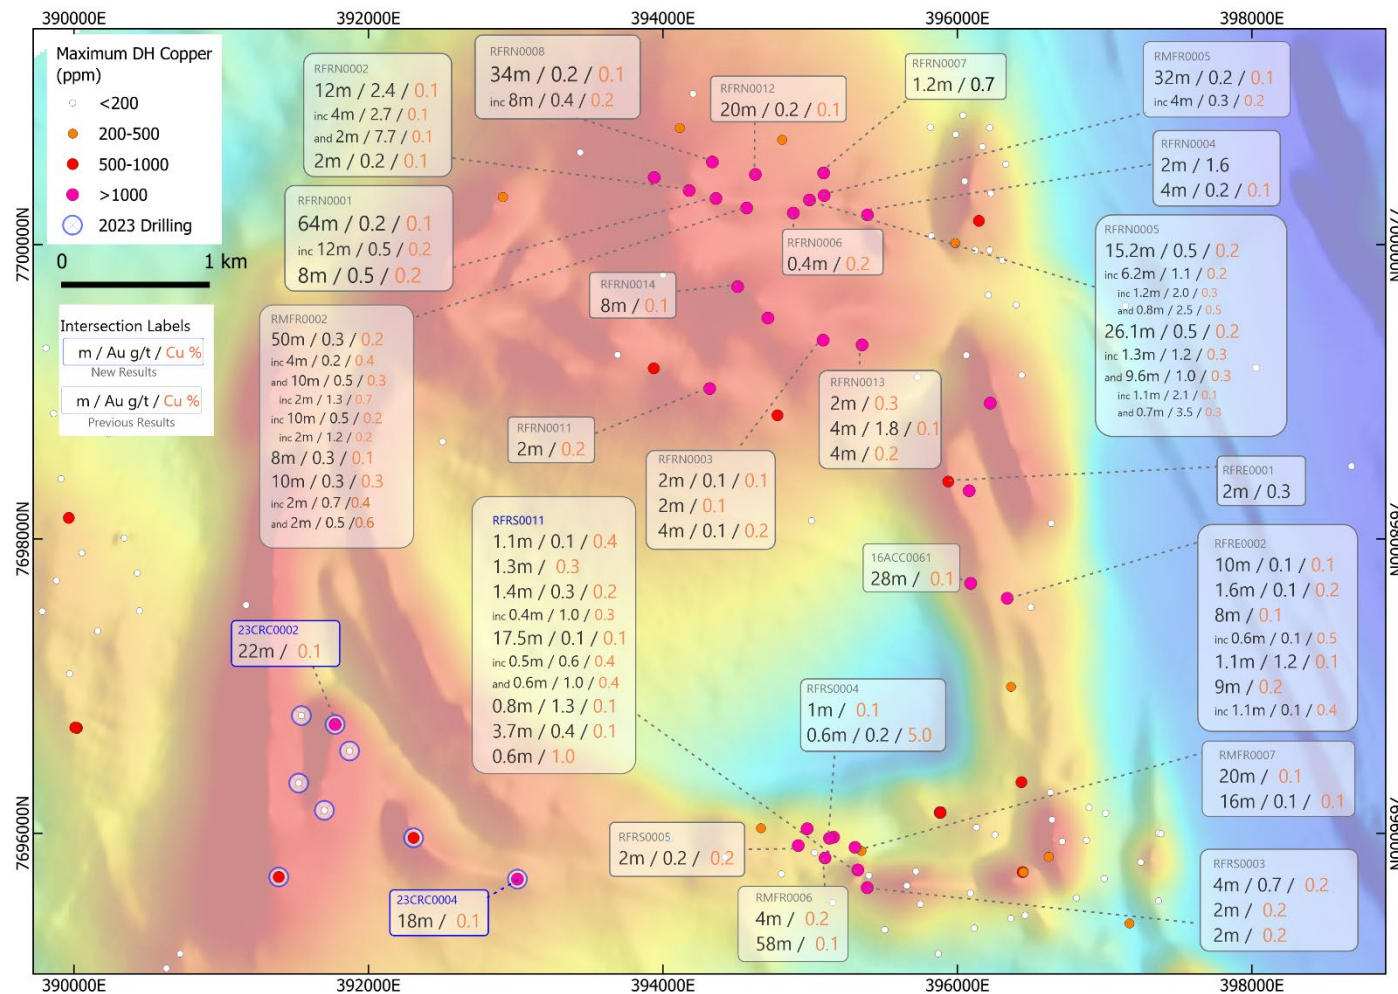 390000E
392000E
394000E
396000E
398000E
Maximum DH Copper
(ppm)
<200
200-500
500-1000
>1000
2023 Drilling
0 1 km
Intersection Labels
m / Au g/t / Cu %
New Results
m / Au g/t / Cu %
Previous Results
RFRN0002
12m / 2.4 / 0.1
inc 4m / 2.7 / 0.1
and 2m / 7.7 / 0.1
2m / 0.2 / 0.1
RFRN0008
34m / 0.2 / 0.1
inc 8m / 0.4 / 0.2
RFRN0012
20m / 0.2 / 0.1
RFRN0007
1.2m / 0.7
RMFR0005
32m / 0.2 / 0.1
inc 4m / 0.3 / 0.2
RFRN0004
2m / 1.6
4m / 0.2 / 0.1
RFRN0001
64m / 0.2 / 0.1
inc 12m / 0.5 / 0.2
8m / 0.5 / 0.2
RFRN0006
0.4m / 0.2
RFRN0005
15.2m / 0.5 / 0.2
inc 6.2m / 1.1 / 0.2
inc 1.2m / 2.0 / 0.3
and 0.8m / 2.5 / 0.5
26.1m / 0.5 / 0.2
inc 1.3m / 1.2 / 0.3
and 9.6m / 1.0 / 0.3
inc 1.1m / 2.1 / 0.1
and 0.7m / 3.5 / 0.3
RFRN0014
8m / 0.1
RMFR0002
50m / 0.3 / 0.2
inc 4m / 0.2 / 0.4
and 10m / 0.5 / 0.3
inc 2m / 1.3 / 0.7
inc 10m / 0.5 / 0.2
inc 2m / 1.2 / 0.2
8m / 0.3 / 0.1
10m / 0.3 / 0.3
inc 2m / 0.7 / 0.4
and 2m / 0.5 / 0.6
RFRN0013
2m / 0.3
4m / 1.8 / 0.1
4m / 0.2
RFRN0011
2m / 0.2
RFRN0003
2m / 0.1 / 0.1
2m / 0.1
4m / 0.1 / 0.2
RFRE0001
2m / 0.3
RFRS0011
1.1m / 0.1 / 0.4
1.3m / 0.3
1.4m / 0.3 / 0.2
inc 0.4m / 1.0 / 0.3
17.5m / 0.1 / 0.1
inc 0.5m / 0.6 / 0.4
and 0.6m / 1.0 / 0.4
0.8m / 1.3 / 0.1
3.7m / 0.4 / 0.1
0.6m / 1.0
16ACC0061
28m / 0.1
RFRE0002
10m / 0.1 / 0.1
1.6m / 0.1 / 0.2
8m / 0.1
inc 0.6m / 0.1 / 0.5
1.1m / 1.2 / 0.1
9m / 0.2
inc 1.1m / 0.1 / 0.4
23CRC0002
22m / 0.1
RFRS0004
1m / 0.1
0.6m / 0.2 / 5.0
RMFR0007
20m / 0.1
16m / 0.1 / 0.1
RFRS0005
2m / 0.2 / 0.2
RFRS0003
4m / 0.7 / 0.2
2m / 0.2
2m / 0.2
23CRC0004
18m / 0.1
RMFR0006
4m / 0.2
58m / 0.1
7700000N
7698000N
7696000N
7700000N
7698000N
7696000N
390000E
392000E
394000E
396000E
398000E